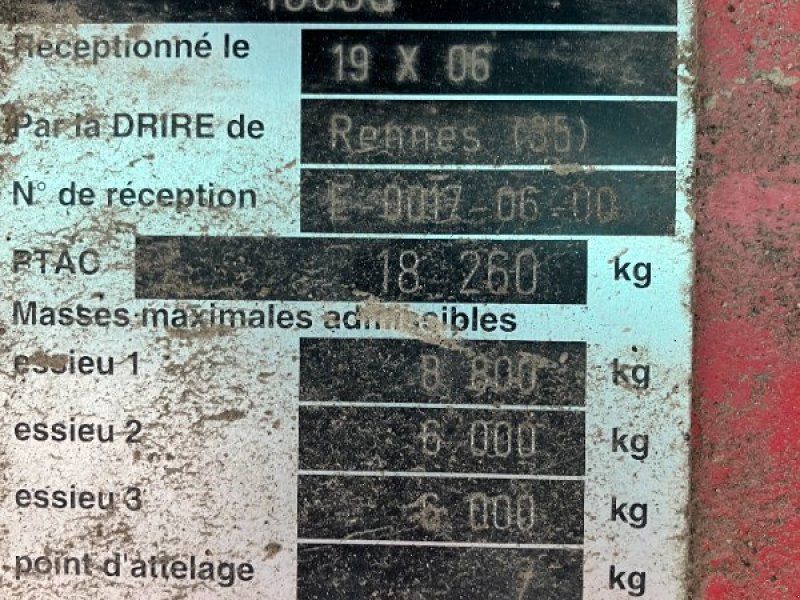 Receptionné le 19 X 06
Par la DRIRE de Rennes (35)
N° de réception E-0017-06-00
PTAC 18 260 kg
Masses maximales admissibles
essieu 1 8 800 kg
essieu 2 6 000 kg
essieu 3 6 000 kg
point d'attelage / kg